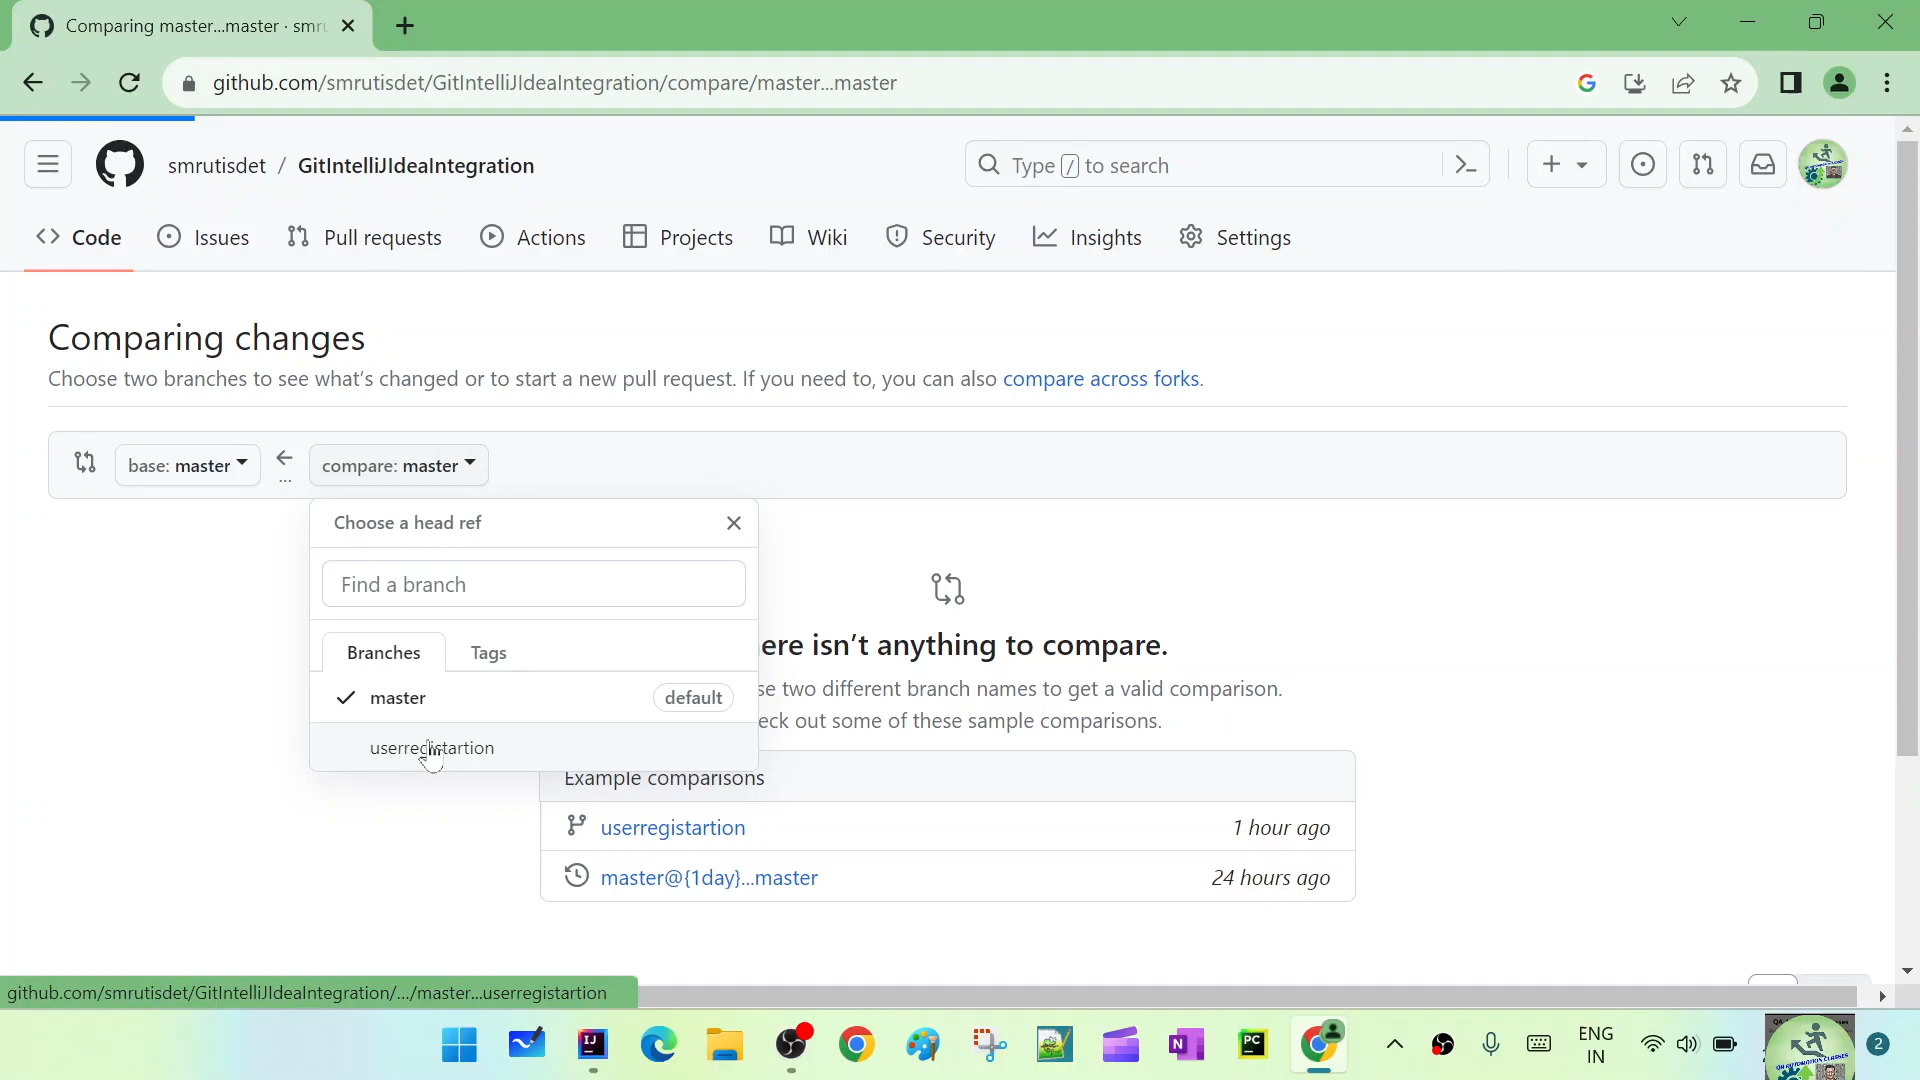 Comparing master...master · smr
github.com/smrutisdet/GitIntelliJIdeaIntegration/compare/master...master
smrutisdet / GitIntelliJIdeaIntegration
Type / to search
Code
Issues
Pull requests
Actions
Projects
Wiki
Security
Insights
Settings
Comparing changes
Choose two branches to see what's changed or to start a new pull request. If you need to, you can also compare across forks.
base: master
...
compare: master
Choose a head ref
Find a branch
Branches
Tags
master
default
userregistartion
ere isn't anything to compare.
se two different branch names to get a valid comparison.
eck out some of these sample comparisons.
Example comparisons
userregistartion
1 hour ago
master@{1day}...master
24 hours ago
github.com/smrutisdet/GitIntelliJIdeaIntegration/.../master...userregistartion
IJ
N
PC
ENG
IN
2